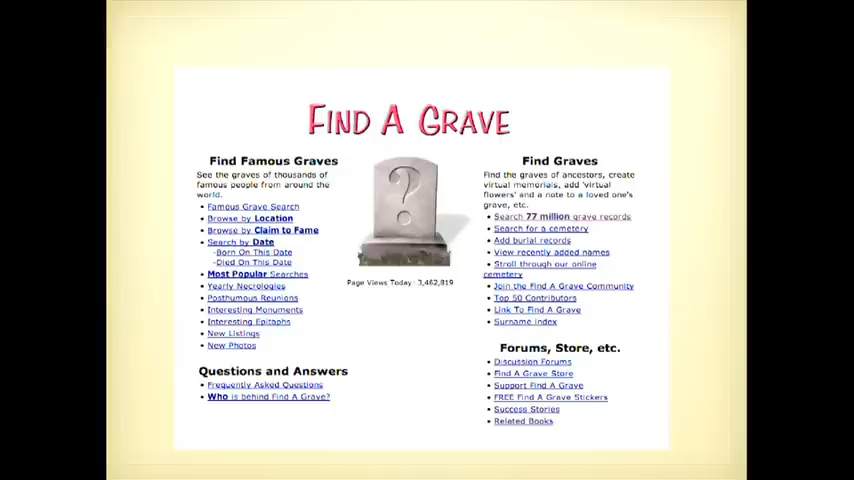 FIND A GRAVE
Find Famous Graves
See the graves of thousands of
famous people from around the
world.
• Famous Grave Search
• Browse by Location
• Browse by Claim to Fame
• Search by Date
-Born On This Date
-Died On This Date
• Most Popular Searches
• Yearly Necrologies
• Posthumous Reunions
• Interesting Monuments
• Interesting Epitaphs
• New Listings
• New Photos
Questions and Answers
• Frequently Asked Questions
• Who is behind Find A Grave?
?
Page Views Today: 3,462,819
Find Graves
Find the graves of ancestors, create
virtual memorials, add 'virtual
flowers' and a note to a loved one's
grave, etc.
• Search 77 million grave records
• Search for a cemetery
• Add burial records
• View recently added names
• Stroll through our online
cemetery
• Join the Find A Grave Community
• Top 50 Contributors
• Link To Find A Grave
• Surname Index
Forums, Store, etc.
• Discussion Forums
• Find A Grave Store
• Support Find A Grave
• FREE Find A Grave Stickers
• Success Stories
• Related Books